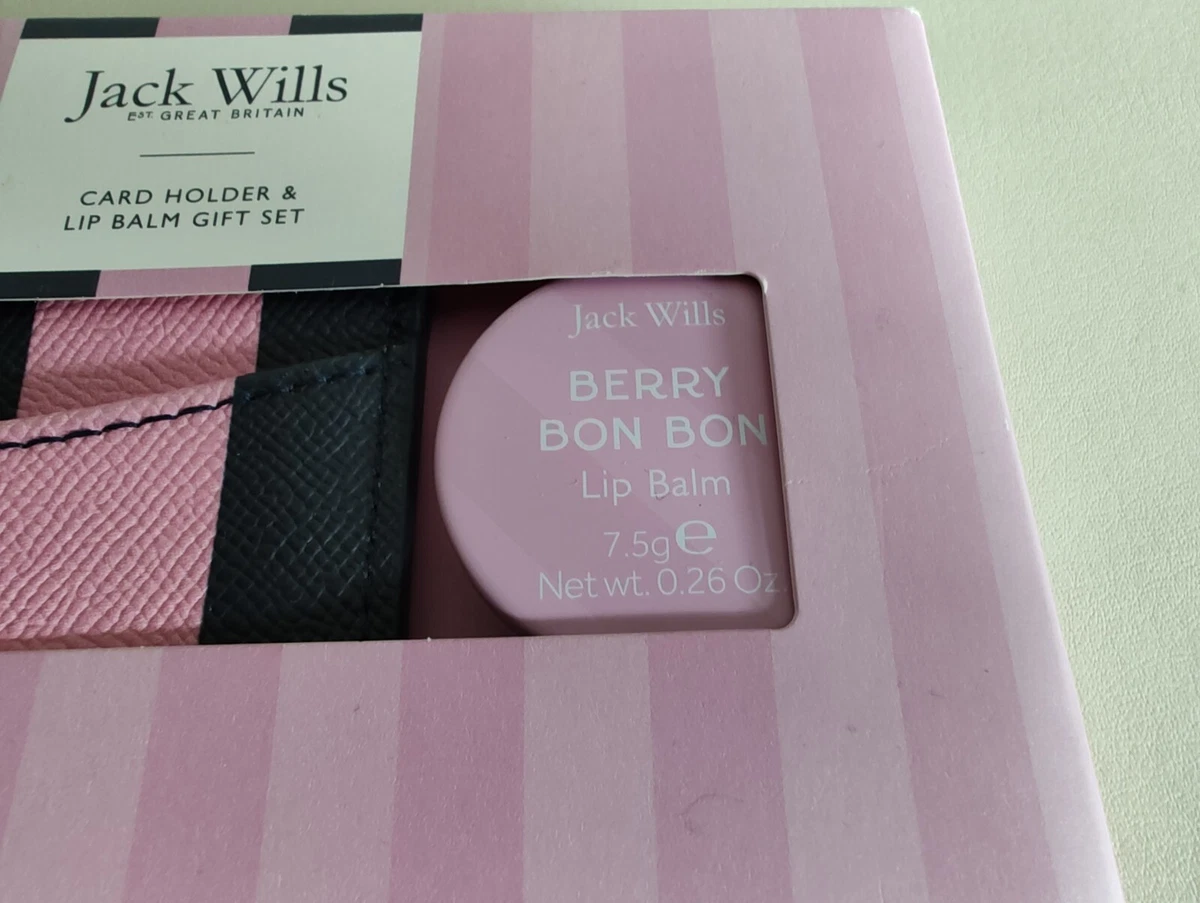 Jack Wills
EST. GREAT BRITAIN
CARD HOLDER &
LIP BALM GIFT SET
Jack Wills
BERRY
BON BON
Lip Balm
7.5g ℮
Net wt. 0.26 Oz